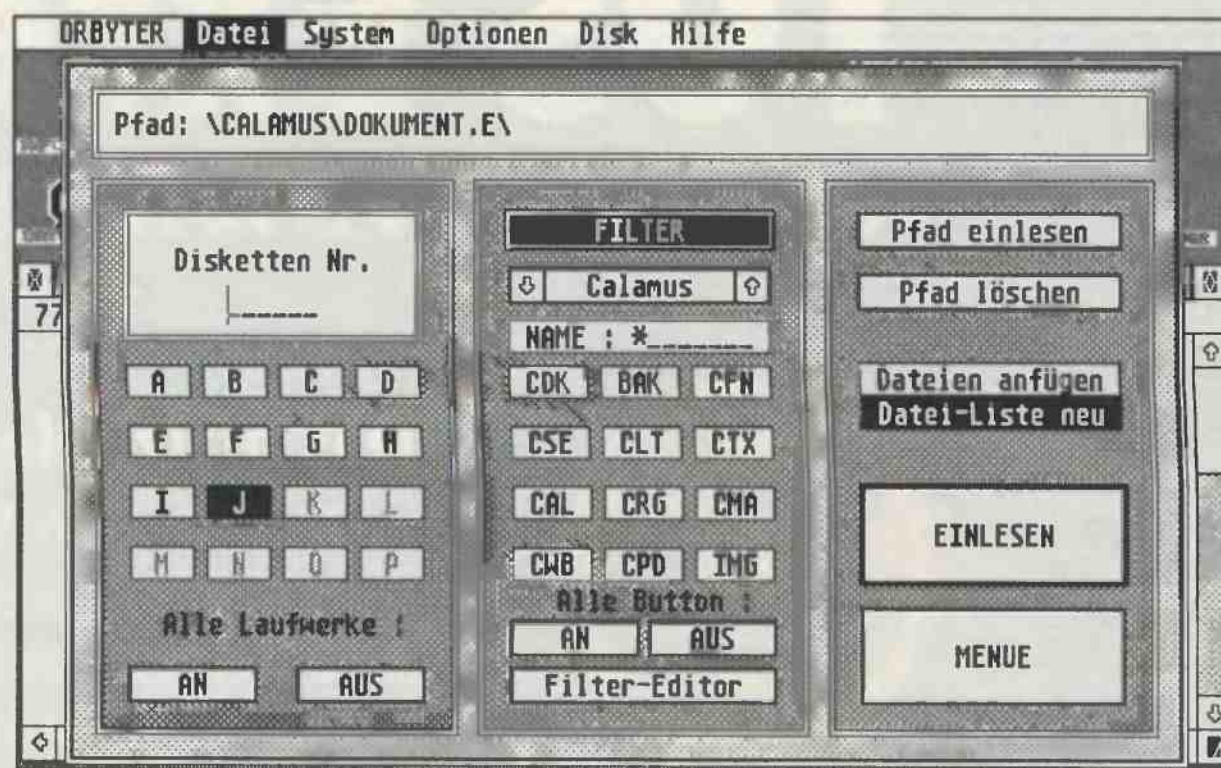 ORBYTER Datei System Optionen Disk Hilfe
Pfad: \CALAMUS\DOKUMENT.E\
Disketten Nr.
______
A B C D
E F G H
I J K L
M N O P
Alle Laufwerke :
AN AUS
FILTER
Calamus
NAME : *_______
CDK BAK CFN
CSE CLT CTX
CAL CRG CMA
CWB CPD IMG
Alle Button :
AN AUS
Filter-Editor
Pfad einlesen
Pfad löschen
Dateien anfügen
Datei-Liste neu
EINLESEN
MENUE
77